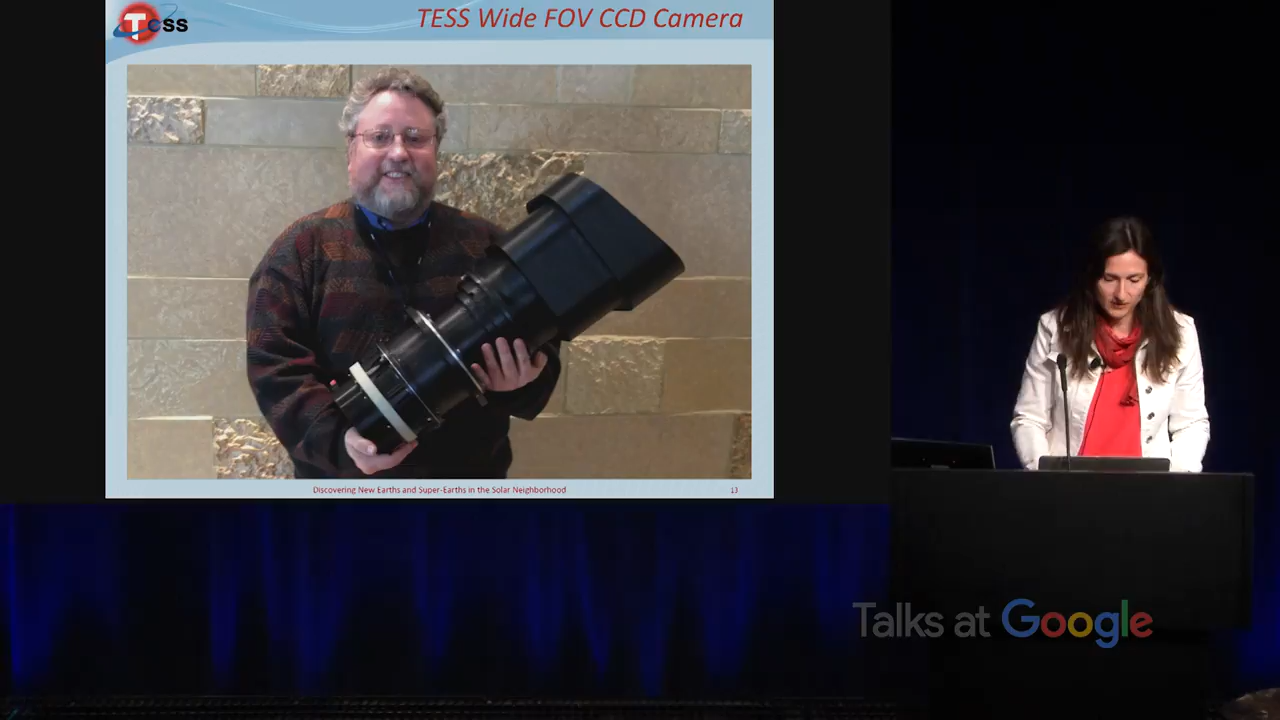 Tess
TESS Wide FOV CCD Camera
Discovering New Earths and Super-Earths in the Solar Neighborhood
13
Talks at Google